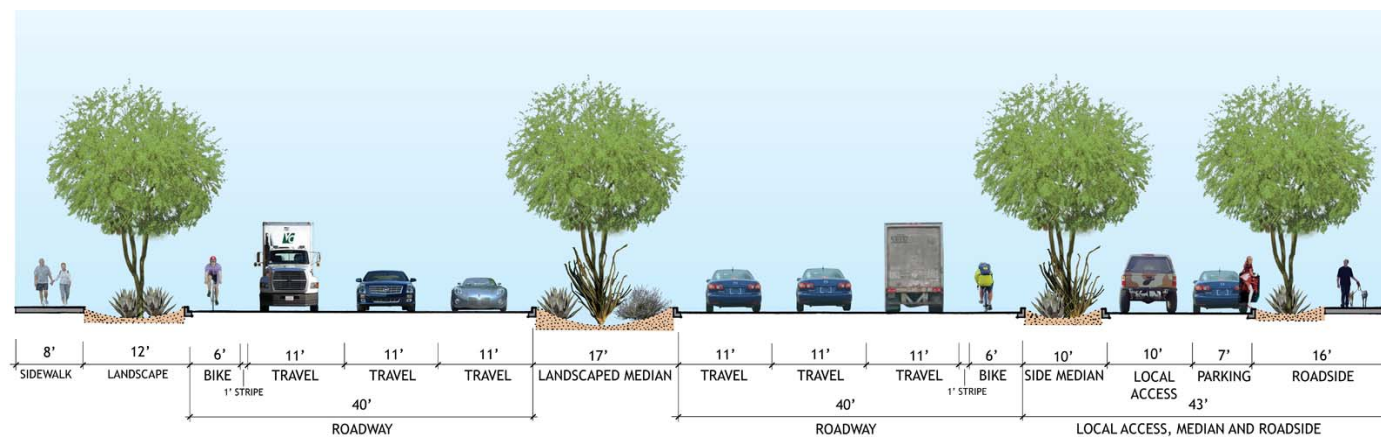 8' 12' 6' 11' 11' 11' 17' 11' 11' 11' 6' 10' 10' 7' 16'
SIDEWALK LANDSCAPE BIKE TRAVEL TRAVEL TRAVEL LANDSCAPED MEDIAN TRAVEL TRAVEL TRAVEL BIKE SIDE MEDIAN LOCAL ACCESS PARKING ROADSIDE
1' STRIPE 1' STRIPE
40' 40' 43'
ROADWAY ROADWAY LOCAL ACCESS, MEDIAN AND ROADSIDE